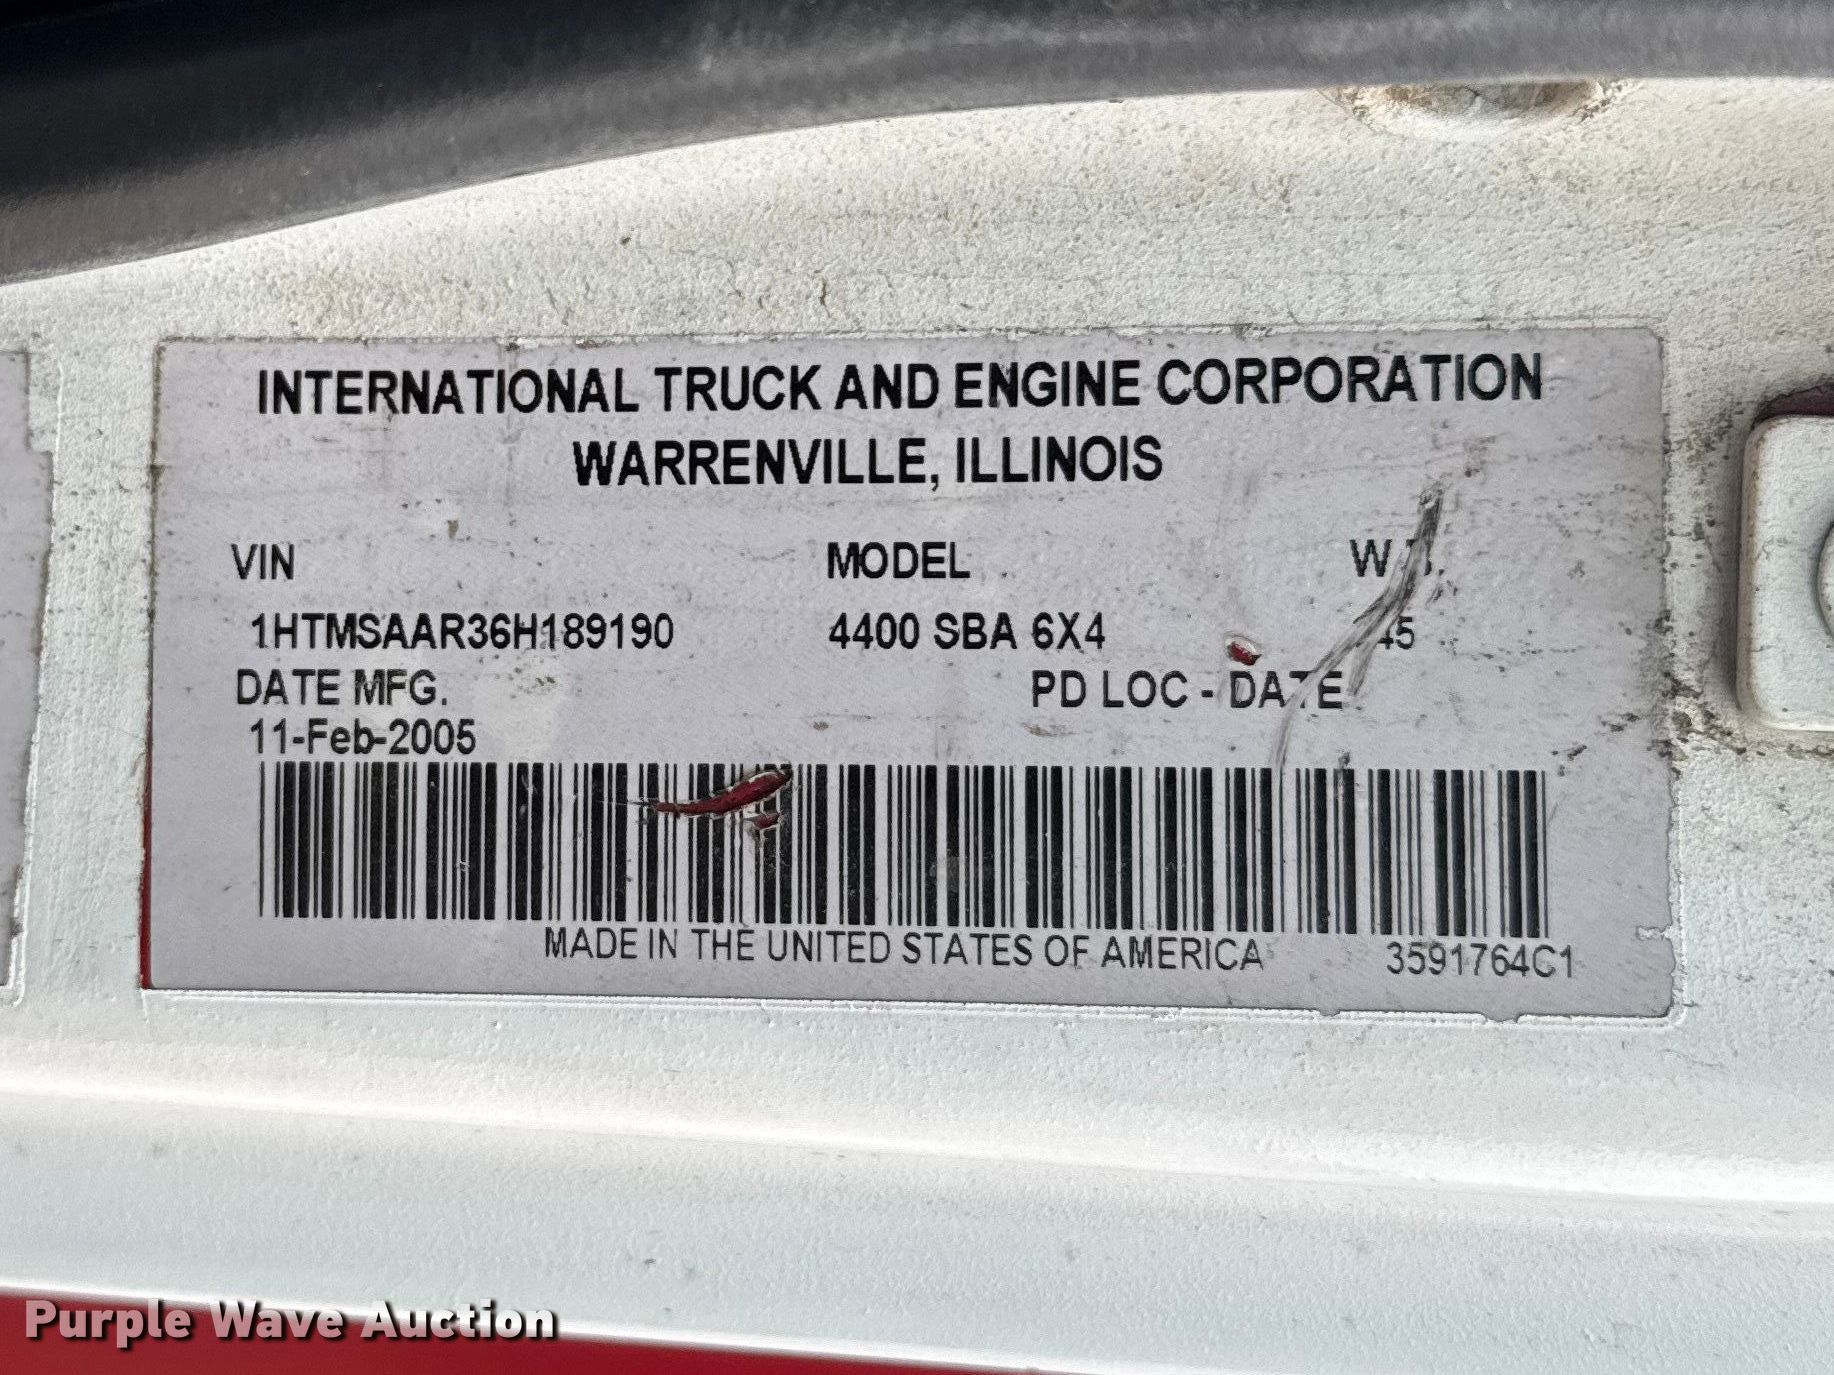 INTERNATIONAL TRUCK AND ENGINE CORPORATION
WARRENVILLE, ILLINOIS
VIN MODEL
1HTMSAAR36H189190 4400 SBA 6X4
DATE MFG. PD LOC - DATE
11-Feb-2005
MADE IN THE UNITED STATES OF AMERICA 3591764C1
Purple Wave Auction